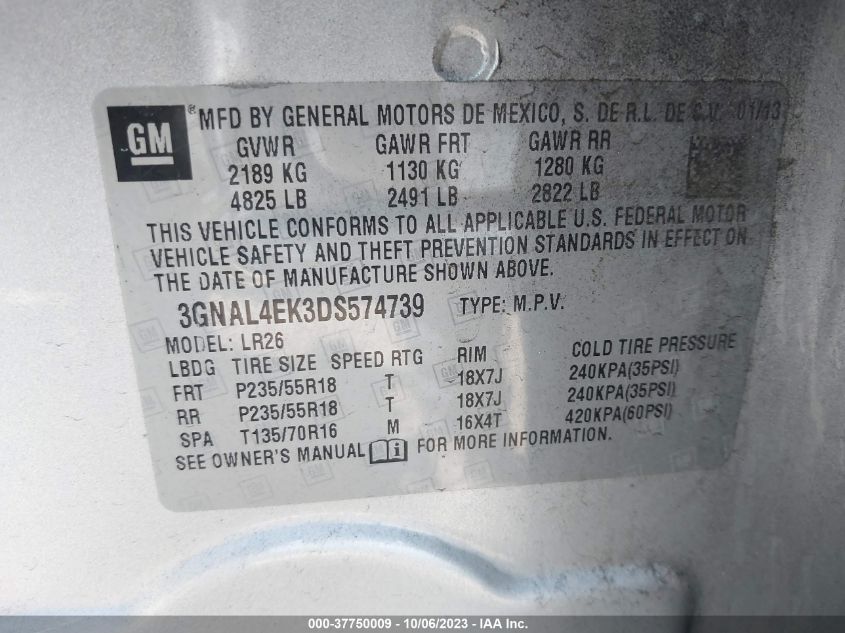 GM
® MFD BY GENERAL MOTORS DE MEXICO, S. DE R.L. DE C.V. 01/13
GVWR GAWR FRT GAWR RR
2189 KG 1130 KG 1280 KG
4825 LB 2491 LB 2822 LB
THIS VEHICLE CONFORMS TO ALL APPLICABLE U.S. FEDERAL MOTOR
VEHICLE SAFETY AND THEFT PREVENTION STANDARDS IN EFFECT ON
THE DATE OF MANUFACTURE SHOWN ABOVE.
3GNAL4EK3DS574739 TYPE: M.P.V.
MODEL: LR26
LBDG TIRE SIZE SPEED RTG RIM COLD TIRE PRESSURE
FRT P235/55R18 T 18X7J 240KPA(35PSI)
RR P235/55R18 T 18X7J 240KPA(35PSI)
SPA T135/70R16 M 16X4T 420KPA(60PSI)
SEE OWNER'S MANUAL i FOR MORE INFORMATION.
000-37750009 - 10/06/2023 - IAA Inc.